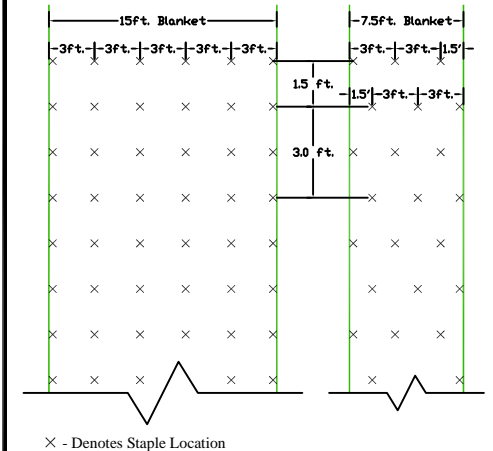 15ft. Blanket
7.5ft. Blanket
3ft. 3ft. 3ft. 3ft. 3ft.
3ft. 3ft. 1.5'
1.5 ft.
1.5' 3ft. 3ft.
3.0 ft.
× - Denotes Staple Location